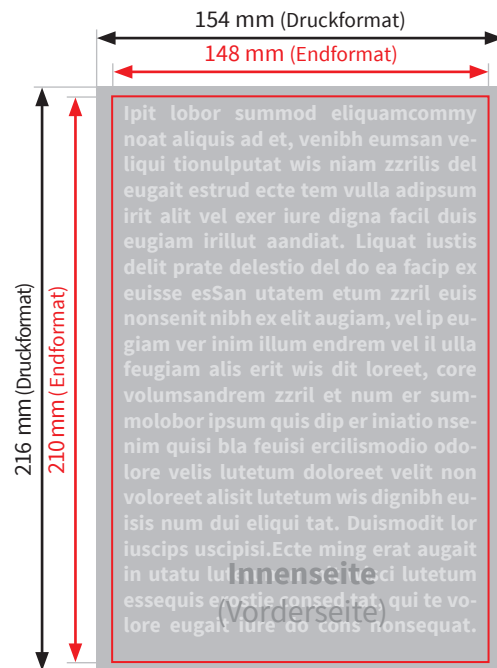 154 mm (Druckformat)
148 mm (Endformat)
216 mm (Druckformat)
210 mm ( Endformat)
Ipit lobor summod eliquamcommy
noat aliquis ad et, venibh eumsan ve-
liqui tionulputat wis niam zzrilis del
eugait estrud ecte tem vulla adipsum
irit alit vel exer iure digna facil duis
eugiam irillut aandiat. Liquat iustis
delit prate delestio del do ea facip ex
euisse esSan utatem etum zzril euis
nonsenit nibh ex elit augiam, vel ip eu-
giam ver inim illum endrem vel il ulla
feugiam alis erit wis dit loreet, core
volumsandrem zzril et num er sum-
molobor ipsum quis dip er iniatio nse-
nim quisi bla feuisi ercilismodio odo-
lore velis lutetum doloreet velit non
voloreet alisit lutetum wis dignibh eu-
isis num dui eliqui tat. Duismodit lor
iuscips uscipisi.Ecte ming erat augait
in utatu lutetum
essequis erostie consed tat, qui te vo-
lore eugait iure do cons nonsequat.
Innenseite
(Vorderseite)